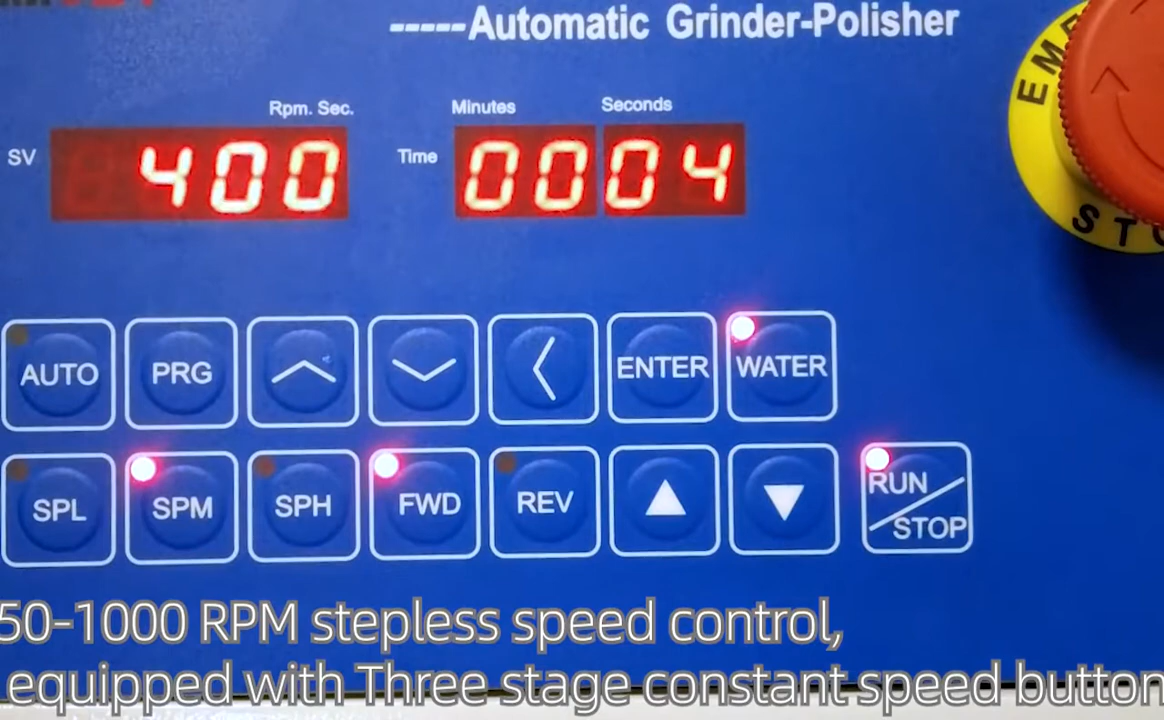 -----Automatic Grinder-Polisher
Rpm. Sec.
Minutes
Seconds
SV
400
Time
0004
AUTO
PRG
ENTER
WATER
SPL
SPM
SPH
FWD
REV
RUN
STOP
50-1000 RPM stepless speed control,
equipped with Three stage constant speed button